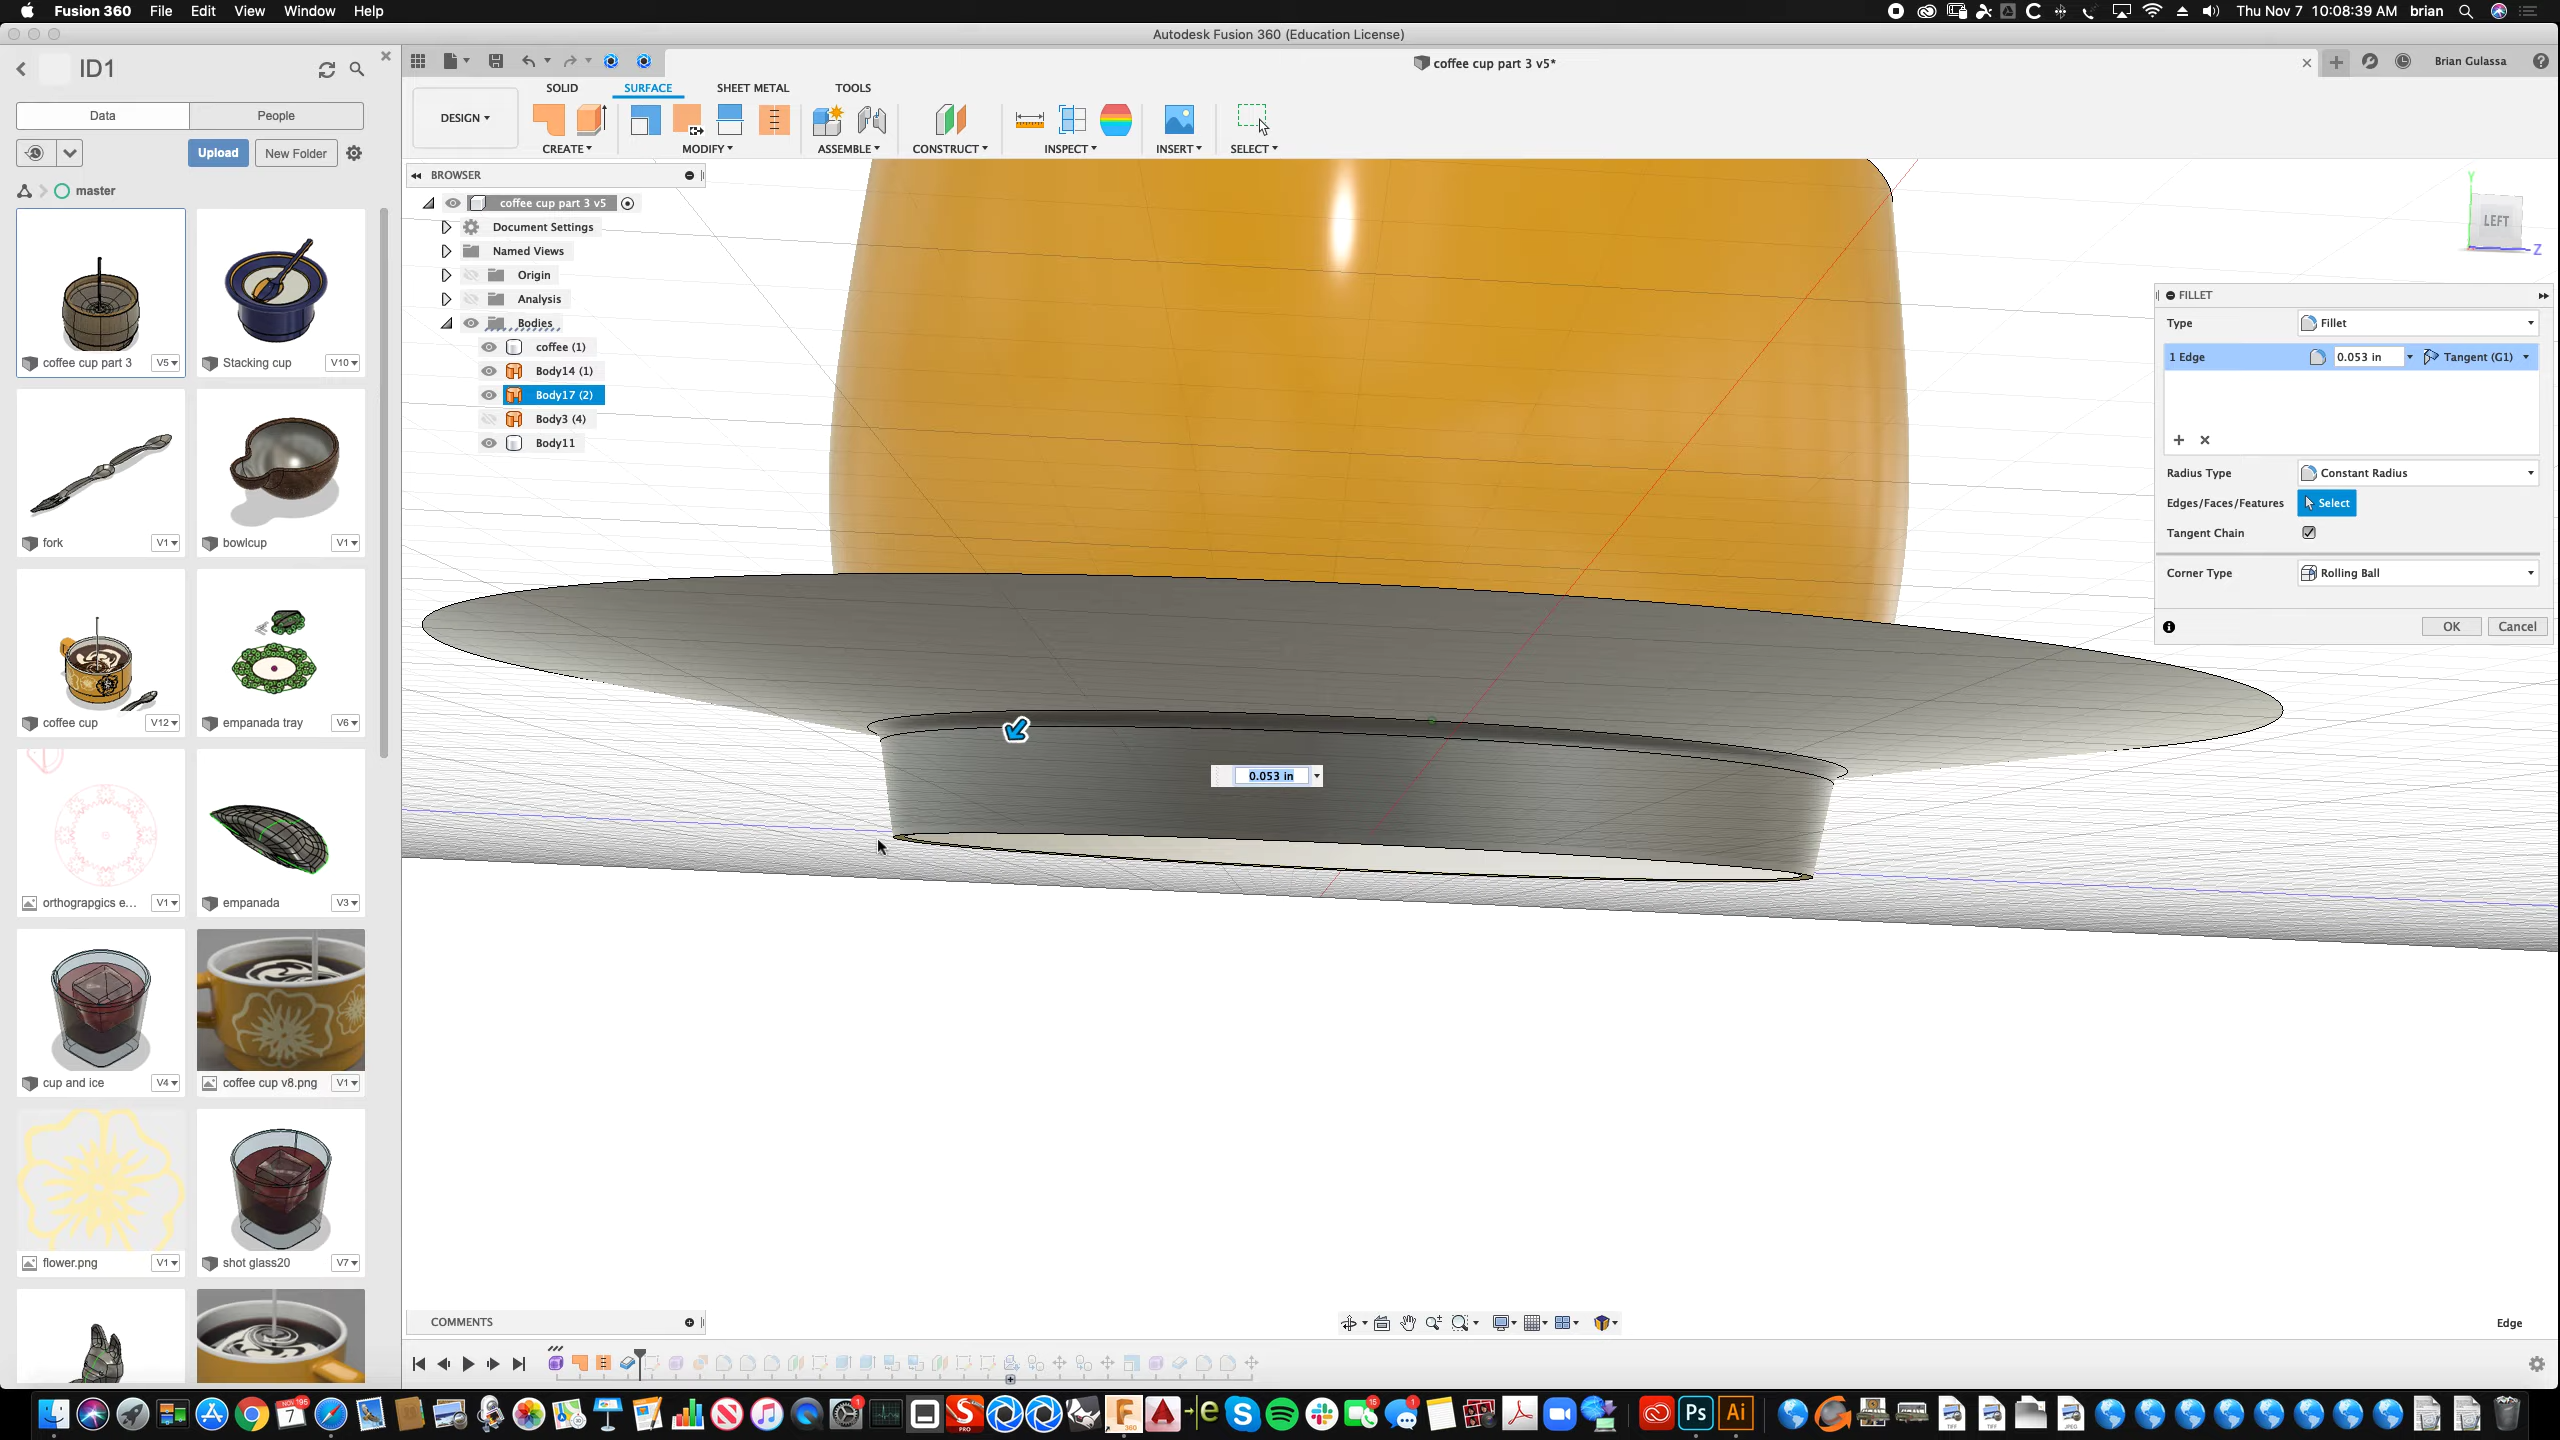 Fusion 360 File Edit View Window Help
Thu Nov 7 10:08:39 AM brian
Autodesk Fusion 360 (Education License)
ID1
coffee cup part 3 v5*
Brian Gulassa
SOLID SURFACE SHEET METAL TOOLS
Data People
DESIGN ▾
CREATE ▾ MODIFY ▾ ASSEMBLE ▾ CONSTRUCT ▾ INSPECT ▾ INSERT ▾ SELECT ▾
Upload New Folder
master
BROWSER
coffee cup part 3 v5
Document Settings
Named Views
Origin
Analysis
Bodies
coffee (1)
Body14 (1)
Body17 (2)
Body3 (4)
Body11
coffee cup part 3 V5
Stacking cup V10
fork V1
bowlcup V1
coffee cup V12
empanada tray V6
orthograpgics e... V1
empanada V3
cup and ice V4
coffee cup v8.png V1
flower.png V1
shot glass20 V7
Y
LEFT
Z
FILLET
Type Fillet
1 Edge 0.053 in Tangent (G1)
Radius Type Constant Radius
Edges/Faces/Features Select
Tangent Chain
Corner Type Rolling Ball
OK Cancel
0.053 in
COMMENTS
Edge
Ps Ai